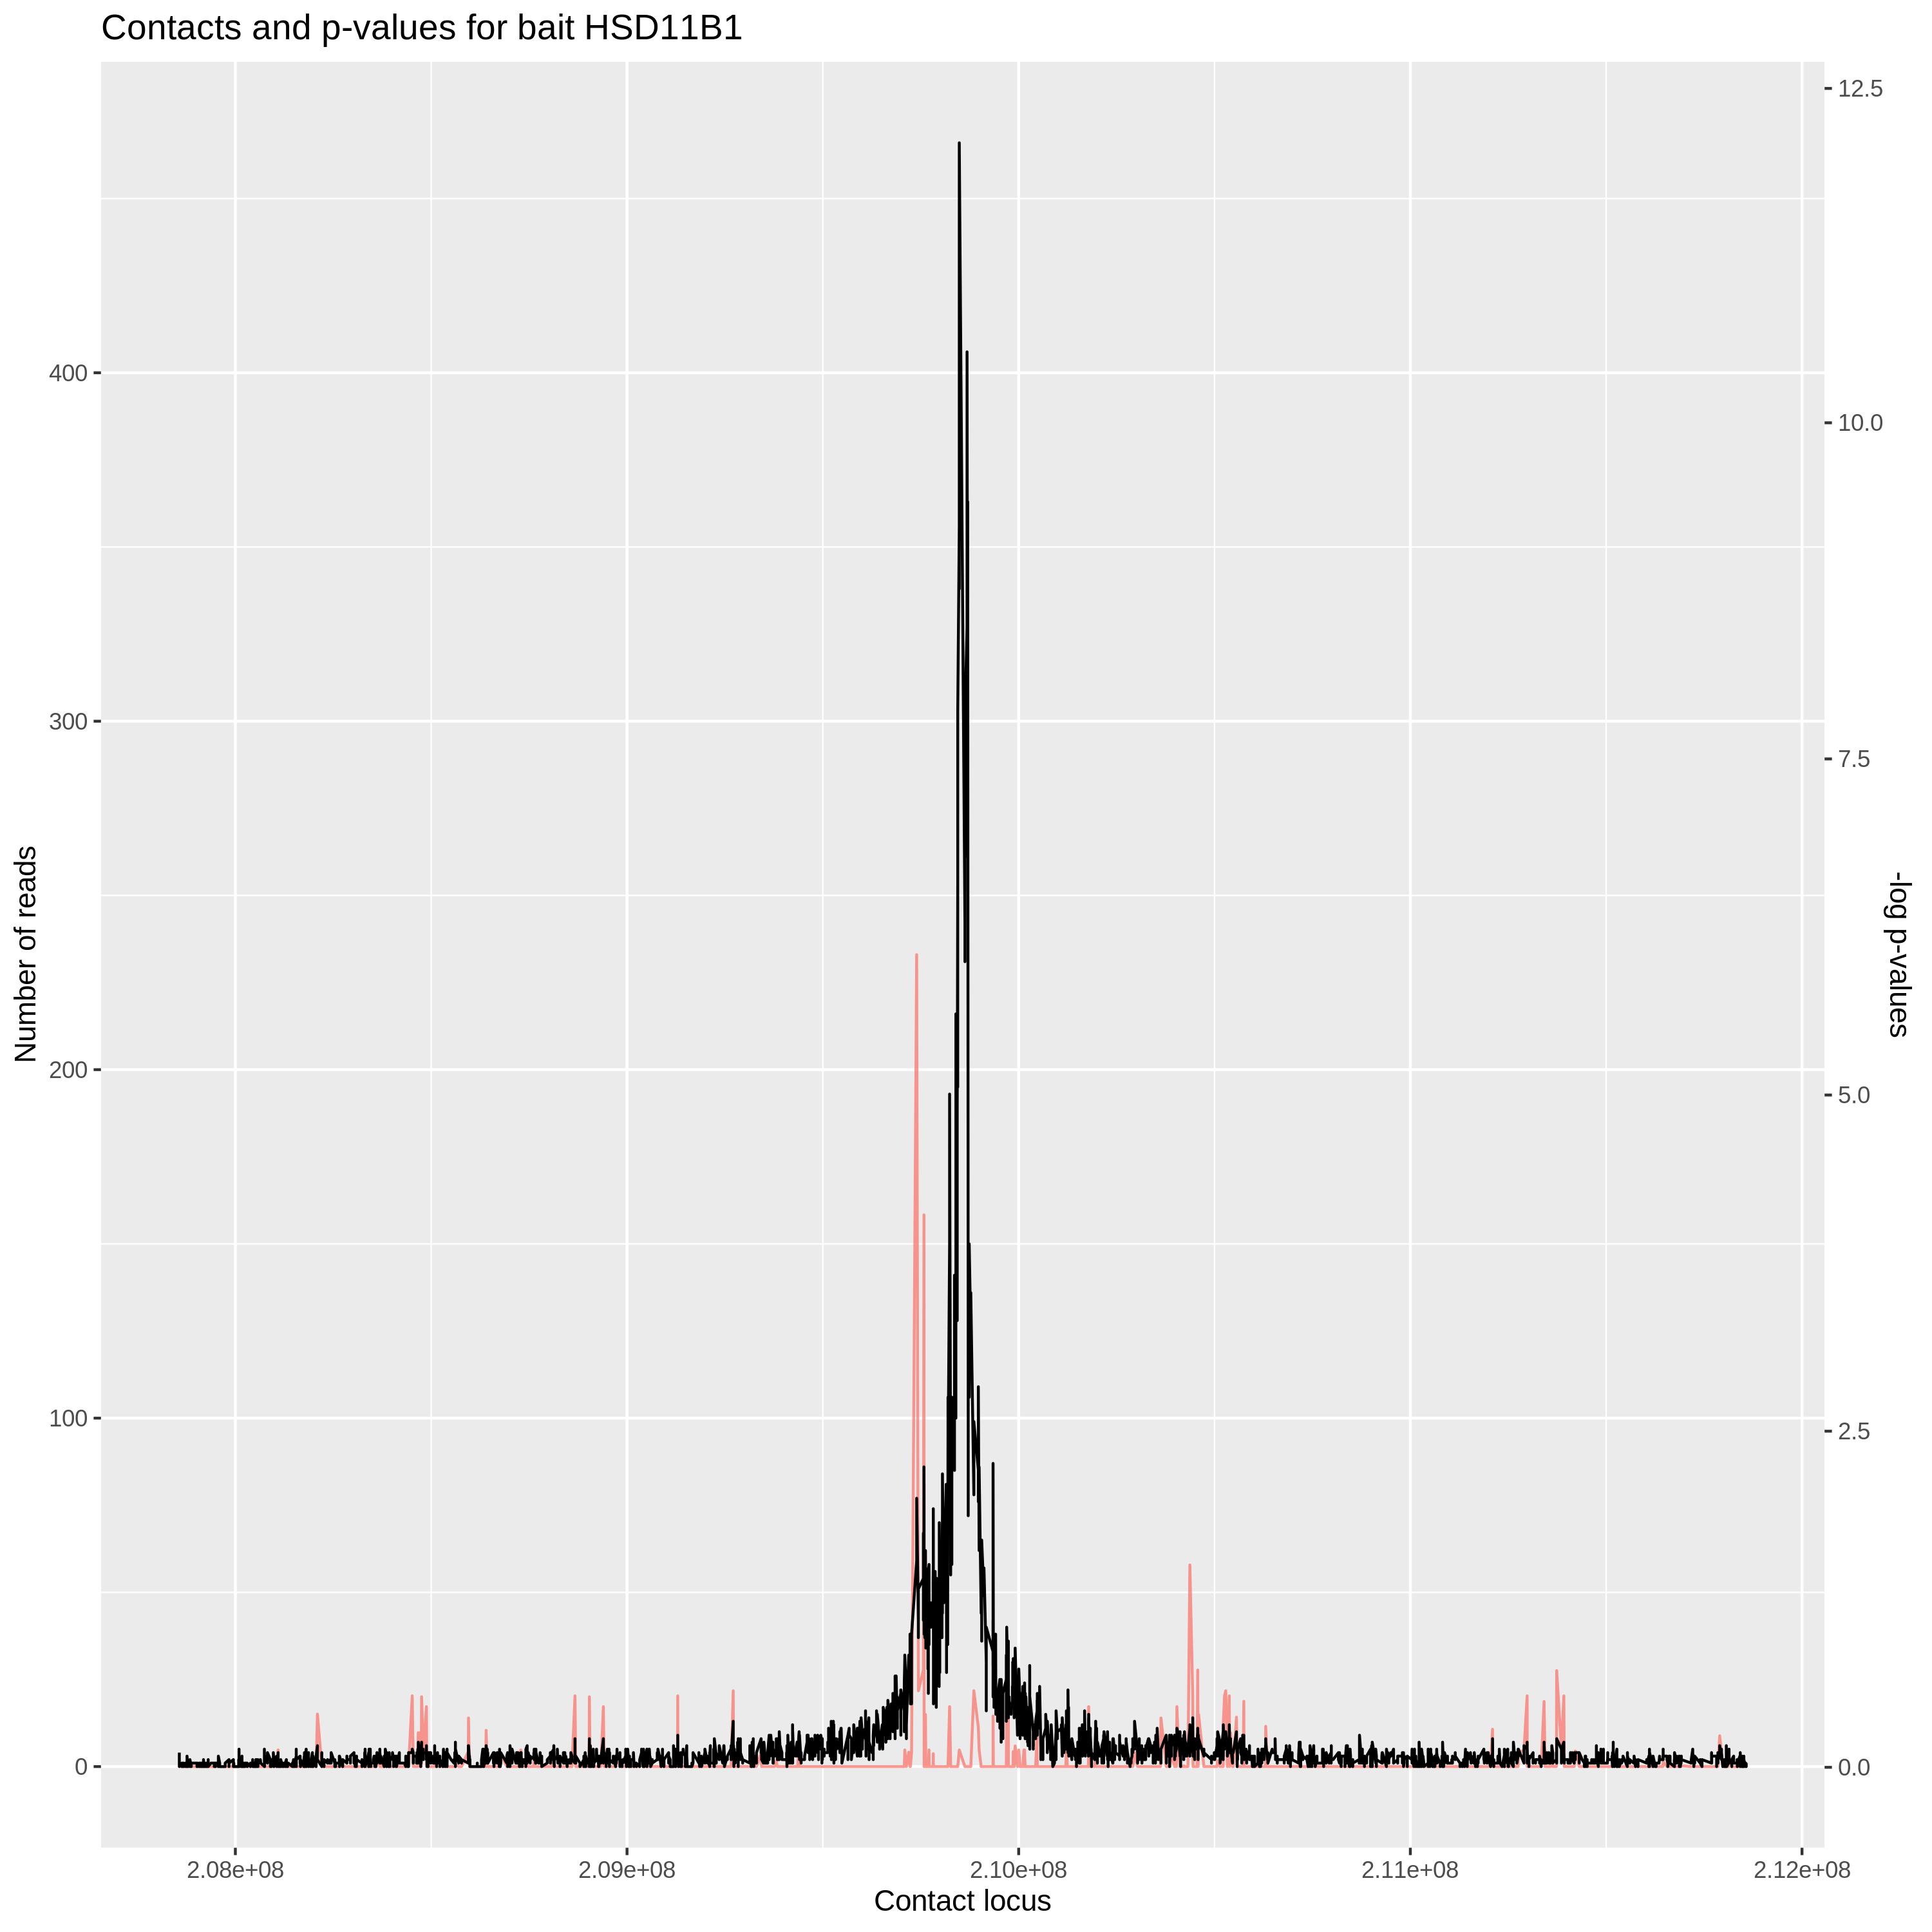 Contacts and p-values for bait HSD11B1
Number of reads
400
300
200
100
0
12.5
10.0
7.5
5.0
2.5
0.0
-log p-values
2.08e+08 2.09e+08 2.10e+08 2.11e+08 2.12e+08
Contact locus